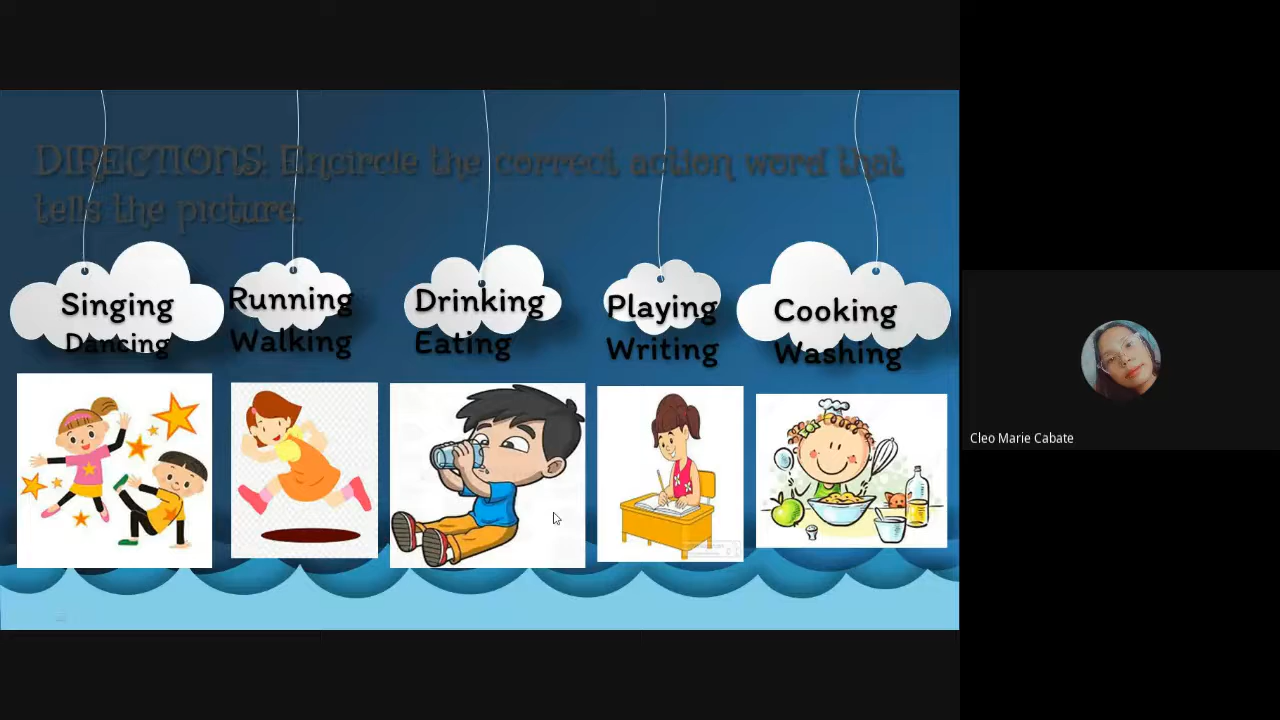 DIRECTIONS: Encircle the correct action word that
tells the picture.
Singing
Dancing
Running
Walking
Drinking
Eating
Playing
Writing
Cooking
Washing
Cleo Marie Cabate